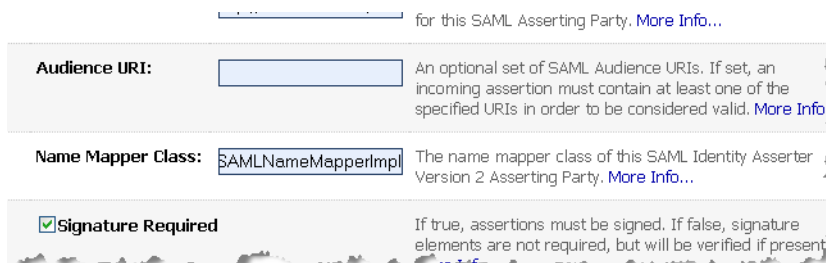 for this SAML Asserting Party. More Info...
Audience URI:
An optional set of SAML Audience URIs. If set, an
incoming assertion must contain at least one of the
specified URIs in order to be considered valid. More Info
Name Mapper Class:
SAMLNameMapperImpl
The name mapper class of this SAML Identity Asserter
Version 2 Asserting Party. More Info...
Signature Required
If true, assertions must be signed. If false, signature
elements are not required, but will be verified if present